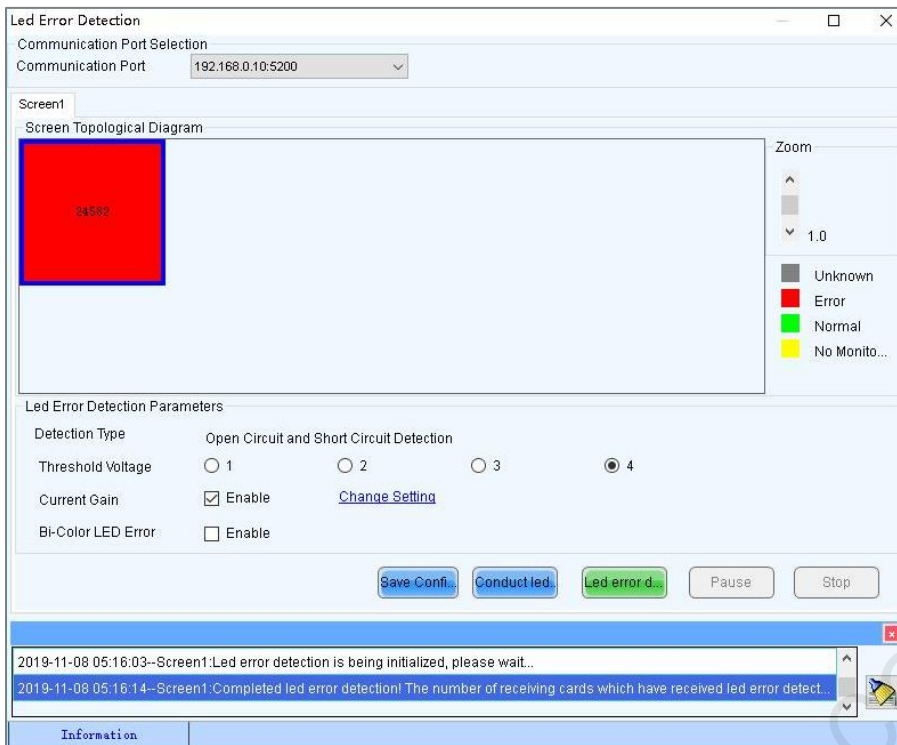 Led Error Detection
Communication Port Selection
Communication Port 192.168.0.10:5200
Screen1
Screen Topological Diagram
Zoom
24582
1.0
Unknown
Error
Normal
No Monito...
Led Error Detection Parameters
Detection Type Open Circuit and Short Circuit Detection
Threshold Voltage 1 2 3 4
Current Gain Enable Change Setting
Bi-Color LED Error Enable
Save Confi... Conduct led... Led error d... Pause Stop
2019-11-08 05:16:03--Screen1:Led error detection is being initialized, please wait...
2019-11-08 05:16:14--Screen1:Completed led error detection! The number of receiving cards which have received led error detect...
Information